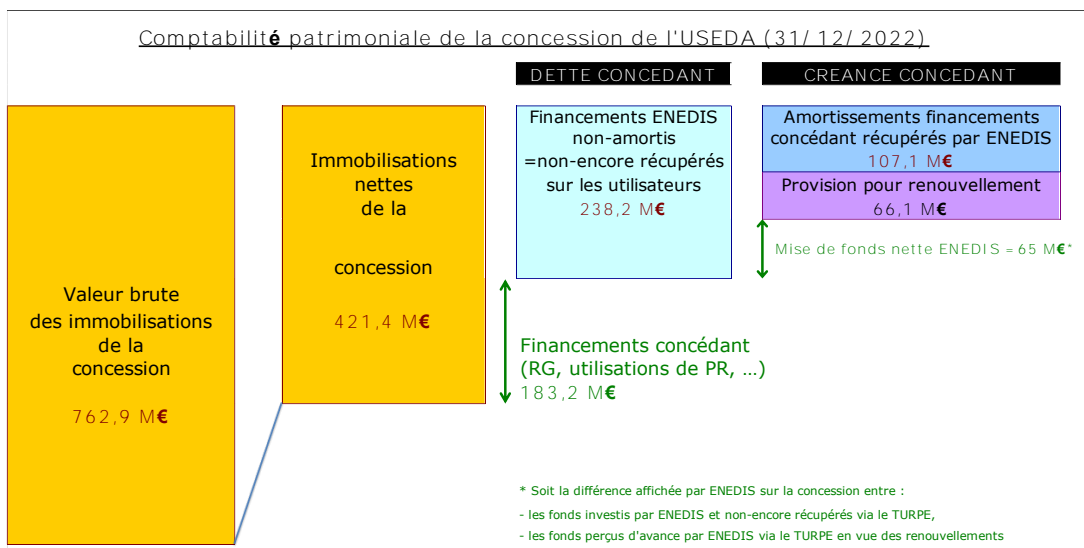 Comptabilité patrimoniale de la concession de l'USEDA (31/12/2022)
DETTE CONCEDANT
CREANCE CONCEDANT
Valeur brute
des immobilisations
de la
concession
762,9 M€
Immobilisations
nettes
de la
concession
421,4 M€
Financements ENEDIS
non-amortis
=non-encore récupérés
sur les utilisateurs
238,2 M€
Amortissements financements
concédant récupérés par ENEDIS
107,1 M€
Provision pour renouvellement
66,1 M€
Mise de fonds nette ENEDIS = 65 M€*
Financements concédant
(RG, utilisations de PR, ...)
183,2 M€
* Soit la différence affichée par ENEDIS sur la concession entre :
- les fonds investis par ENEDIS et non-encore récupérés via le TURPE,
- les fonds perçus d'avance par ENEDIS via le TURPE en vue des renouvellements